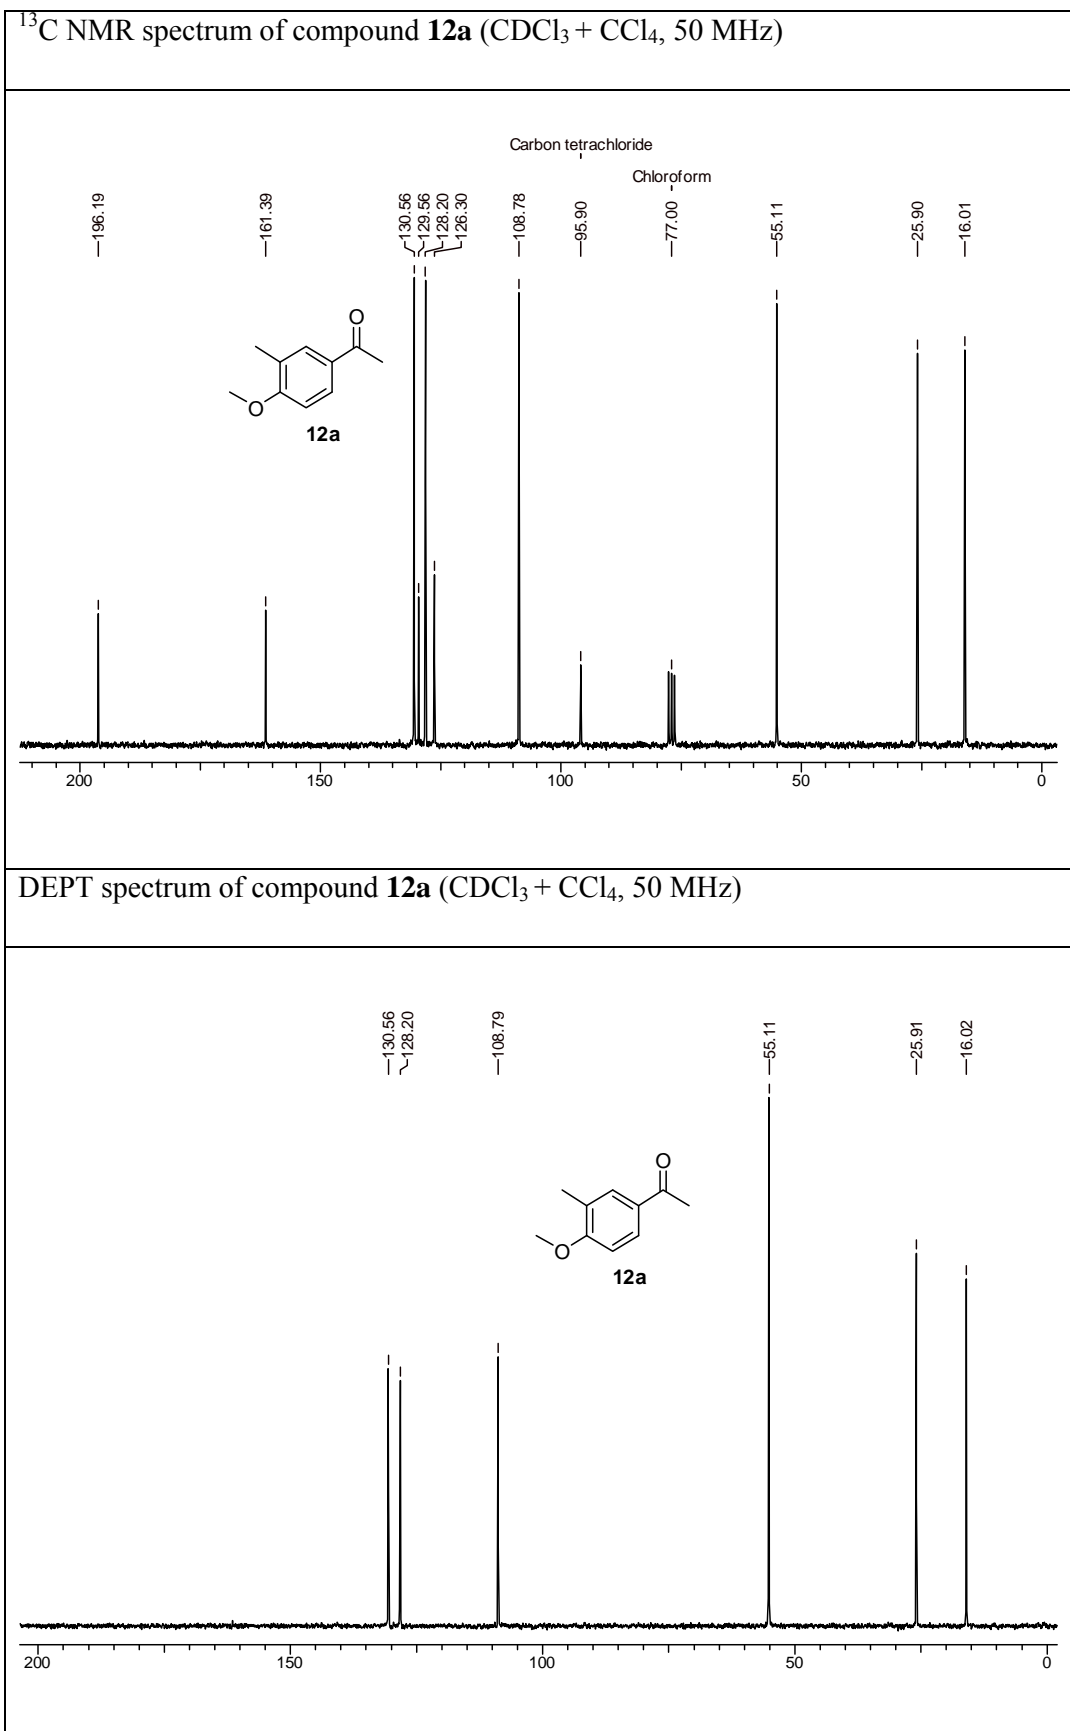 ¹³C NMR spectrum of compound 12a (CDCl₃ + CCl₄, 50 MHz)
Carbon tetrachloride
Chloroform
196.19
161.39
130.56
129.56
128.20
126.30
108.78
95.90
77.00
55.11
25.90
16.01
O
O
12a
200 150 100 50 0
DEPT spectrum of compound 12a (CDCl₃ + CCl₄, 50 MHz)
130.56
128.20
108.79
55.11
25.91
16.02
O
O
12a
200 150 100 50 0